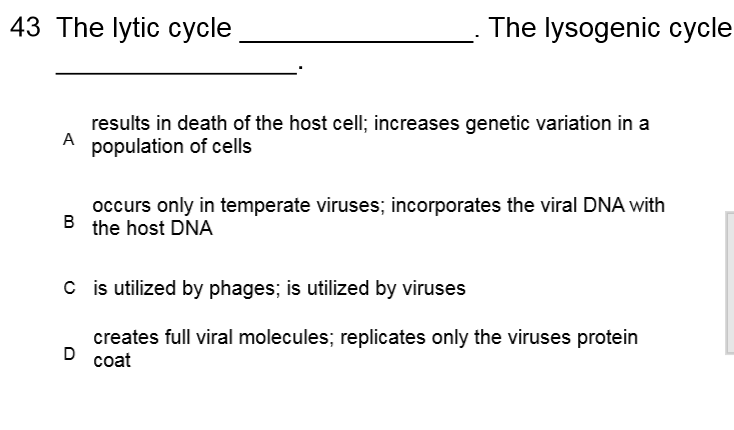 43 The lytic cycle ________________. The lysogenic cycle
________________.
A results in death of the host cell; increases genetic variation in a
population of cells
B occurs only in temperate viruses; incorporates the viral DNA with
the host DNA
C is utilized by phages; is utilized by viruses
D creates full viral molecules; replicates only the viruses protein
coat